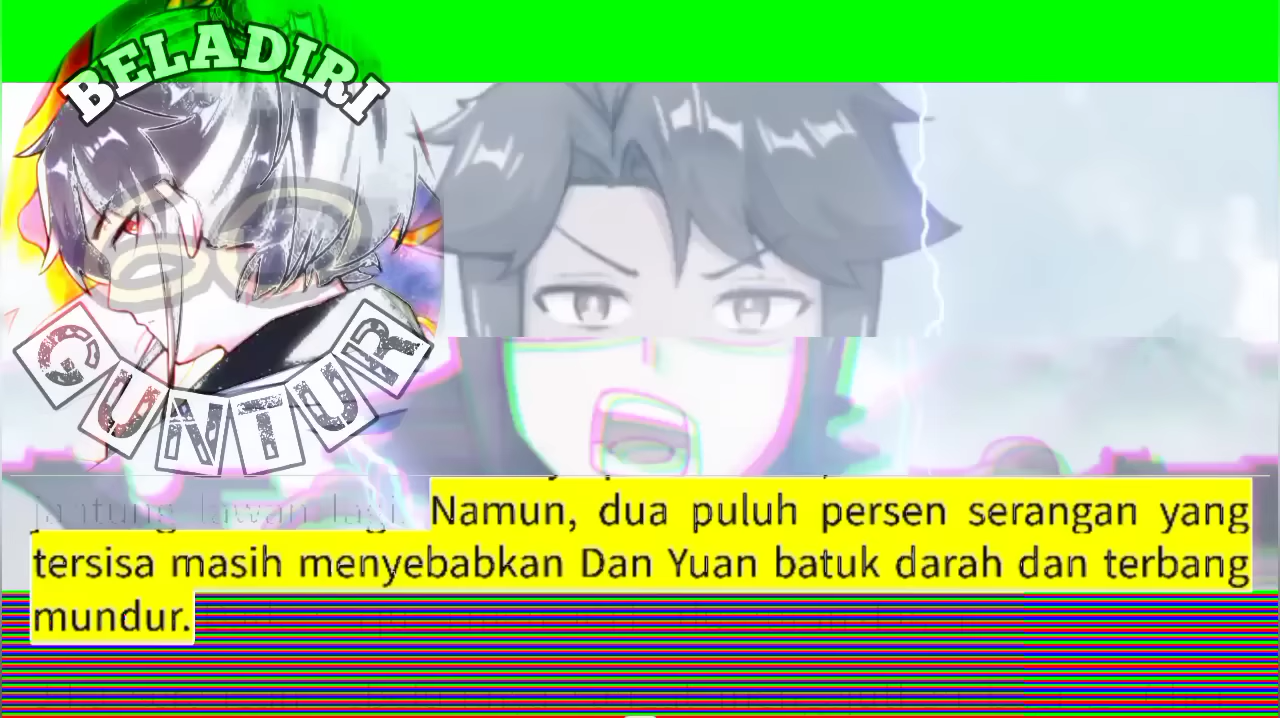 BELADIRI
GUNTUR
jantung lawan lagi. Namun, dua puluh persen serangan yang
tersisa masih menyebabkan Dan Yuan batuk darah dan terbang
mundur.